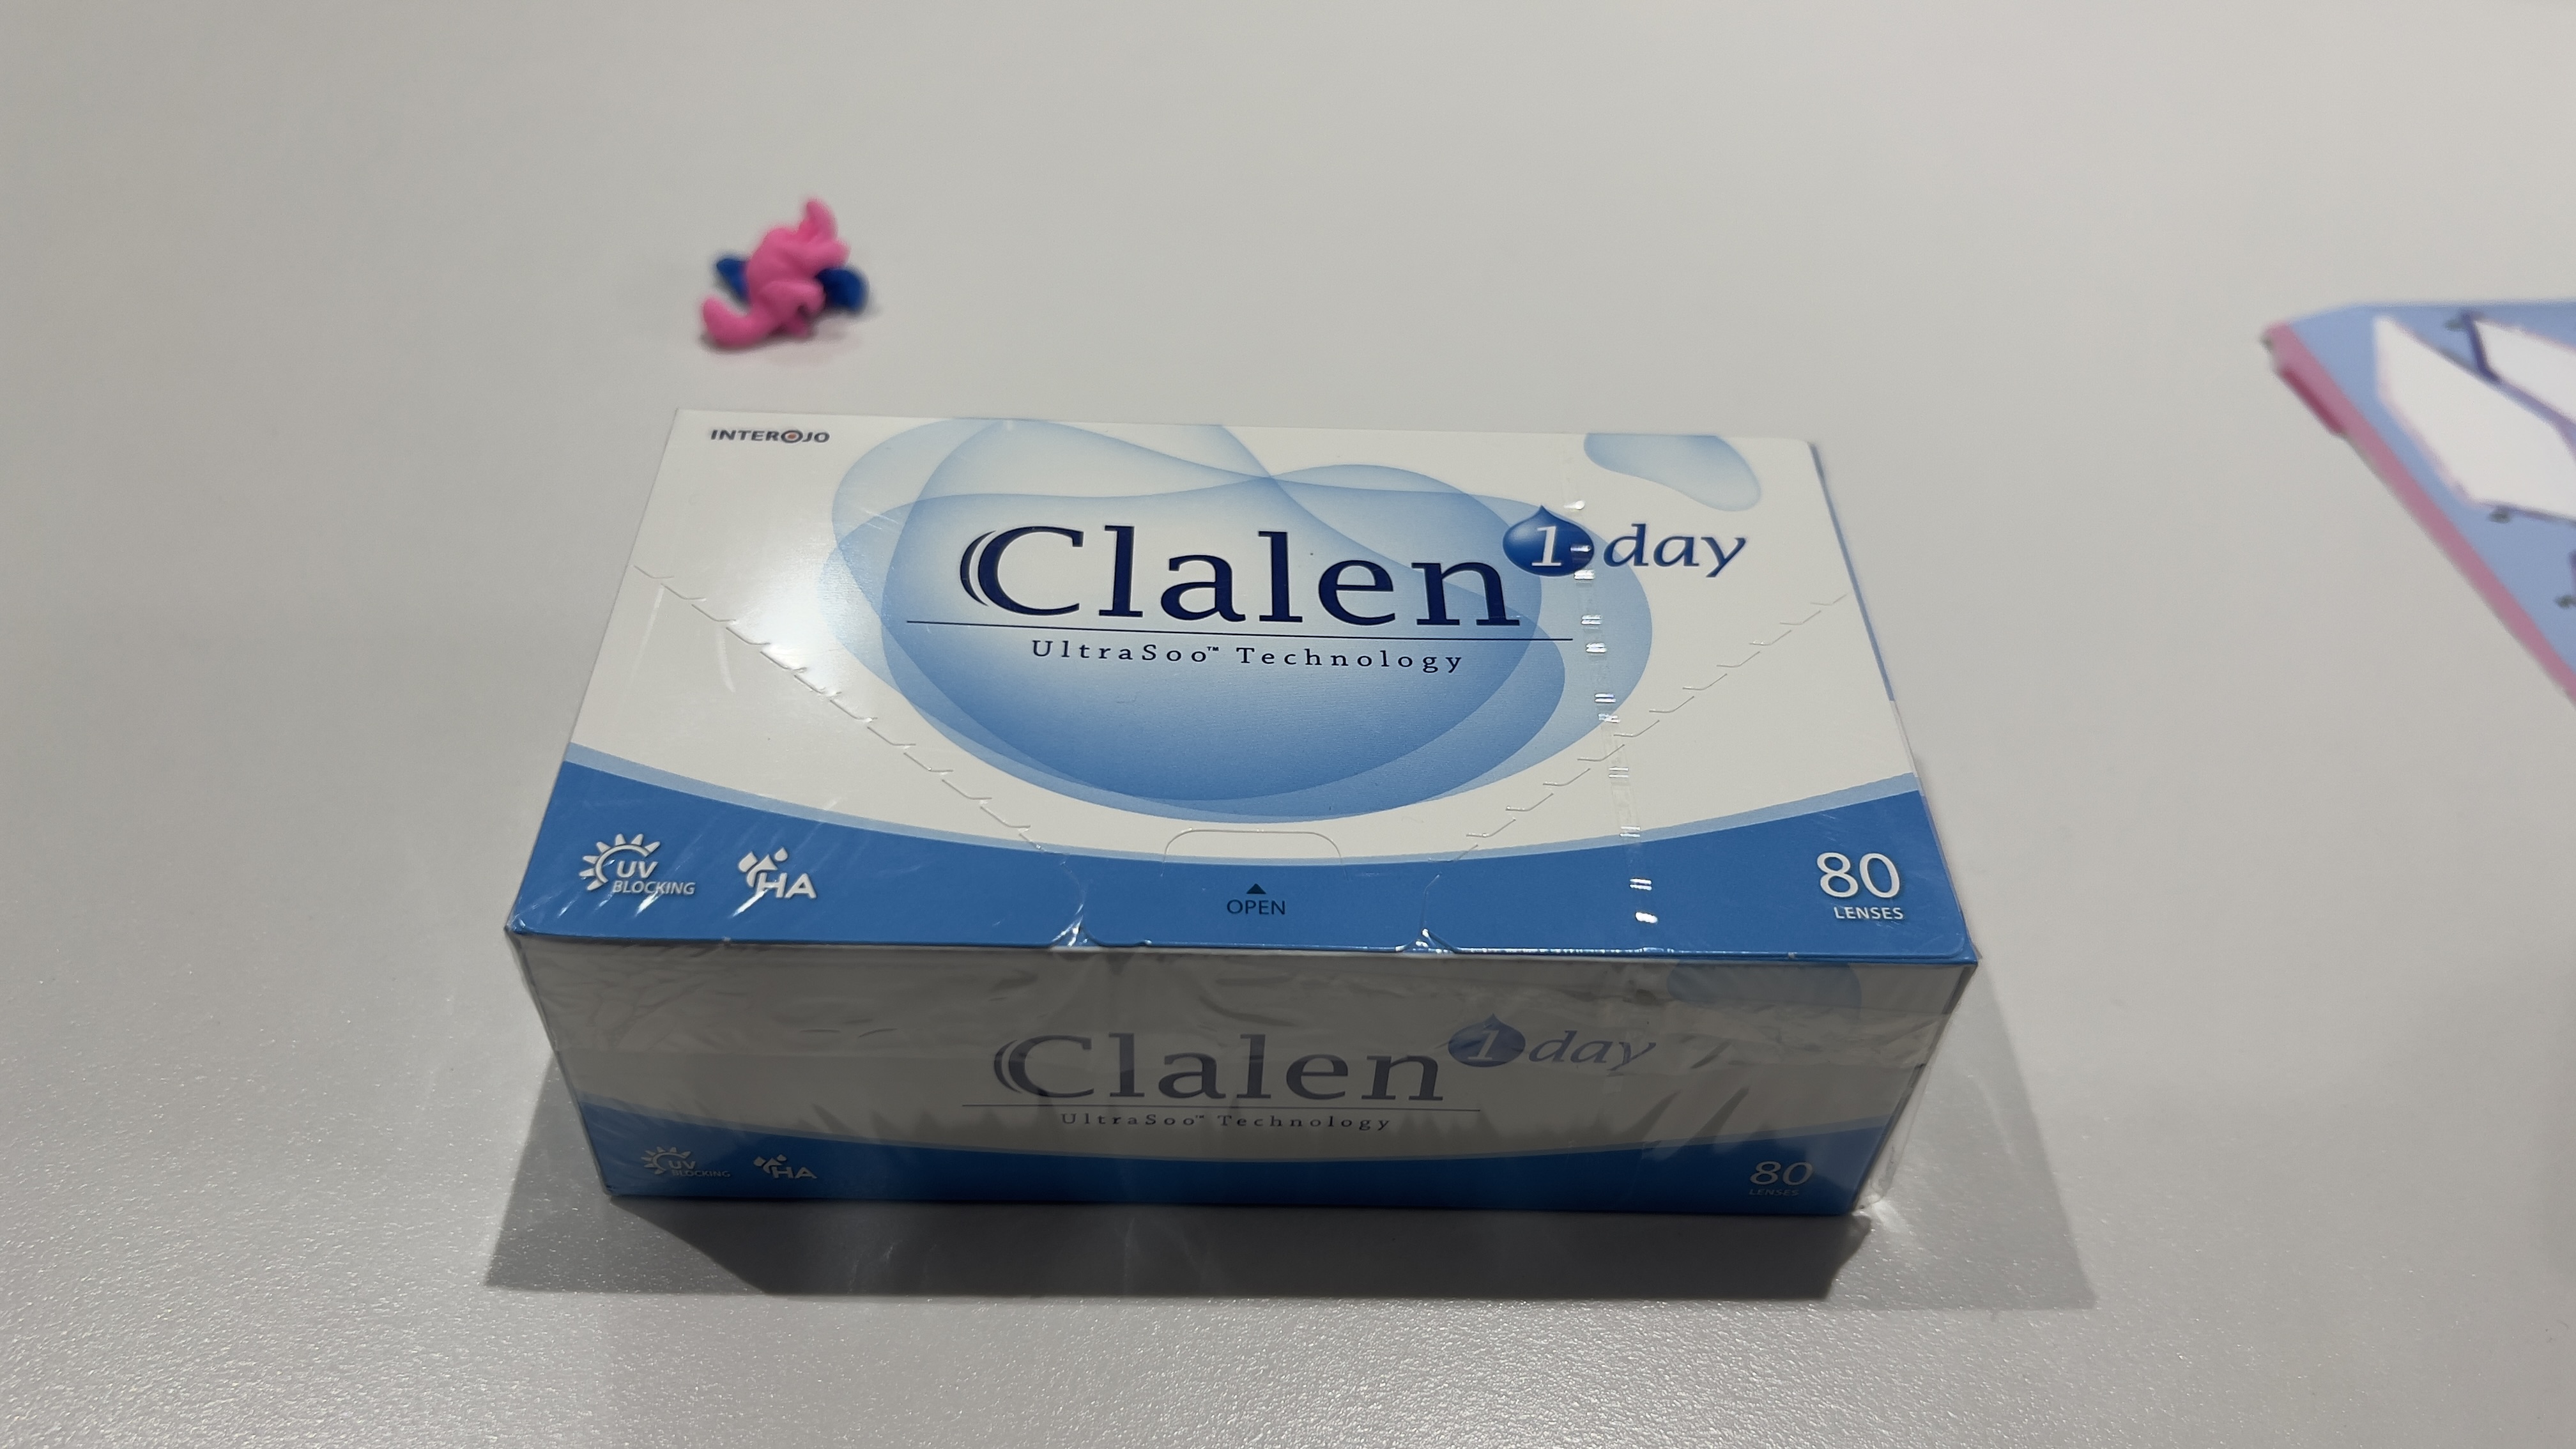 INTEROJO
Clalen 1 day
UltraSoo™ Technology
UV
BLOCKING
HA
OPEN
80
LENSES
Clalen 1 day
UltraSoo™ Technology
UV
BLOCKING
HA
80
LENSES